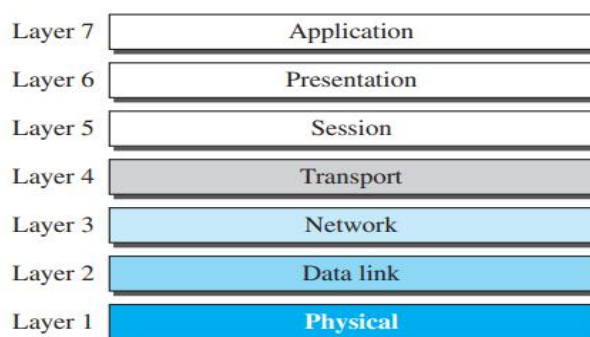 Layer 7 Application
Layer 6 Presentation
Layer 5 Session
Layer 4 Transport
Layer 3 Network
Layer 2 Data link
Layer 1 Physical